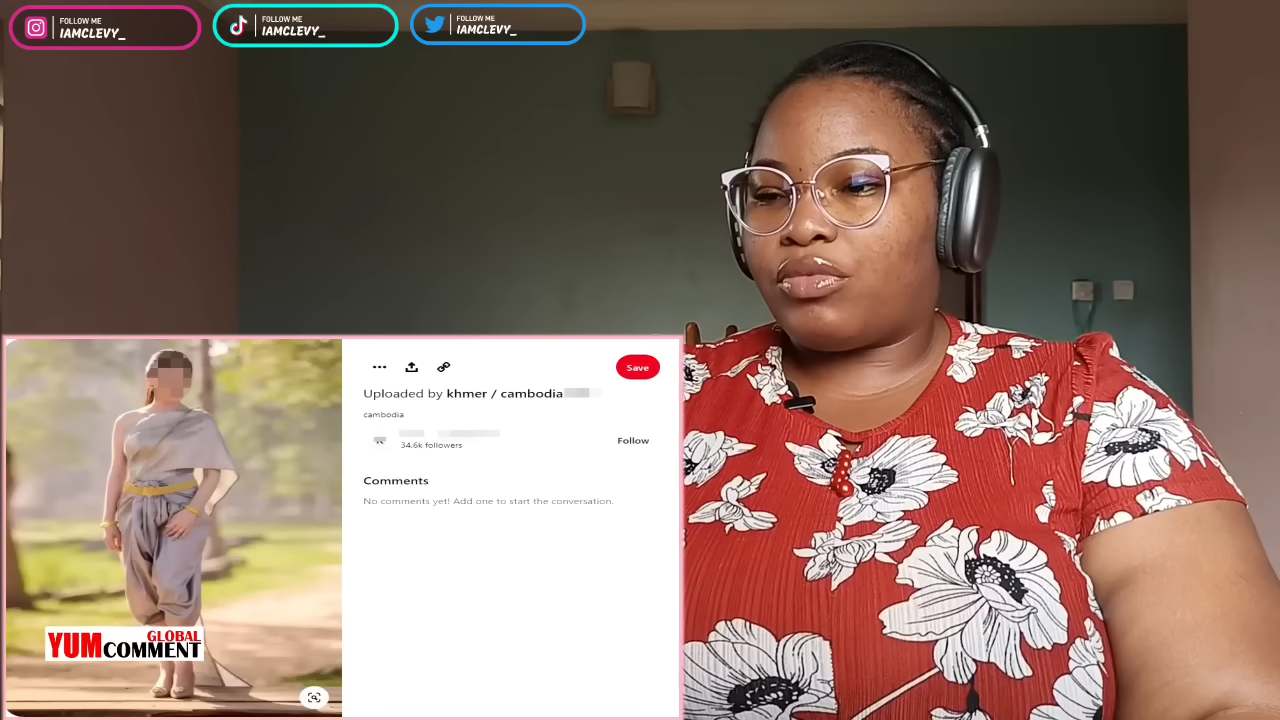 FOLLOW ME
IAMCLEVY_
FOLLOW ME
IAMCLEVY_
FOLLOW ME
IAMCLEVY_
Save
Uploaded by khmer / cambodia
cambodia
34.6k followers
Follow
Comments
No comments yet! Add one to start the conversation.
YUM GLOBAL
COMMENT